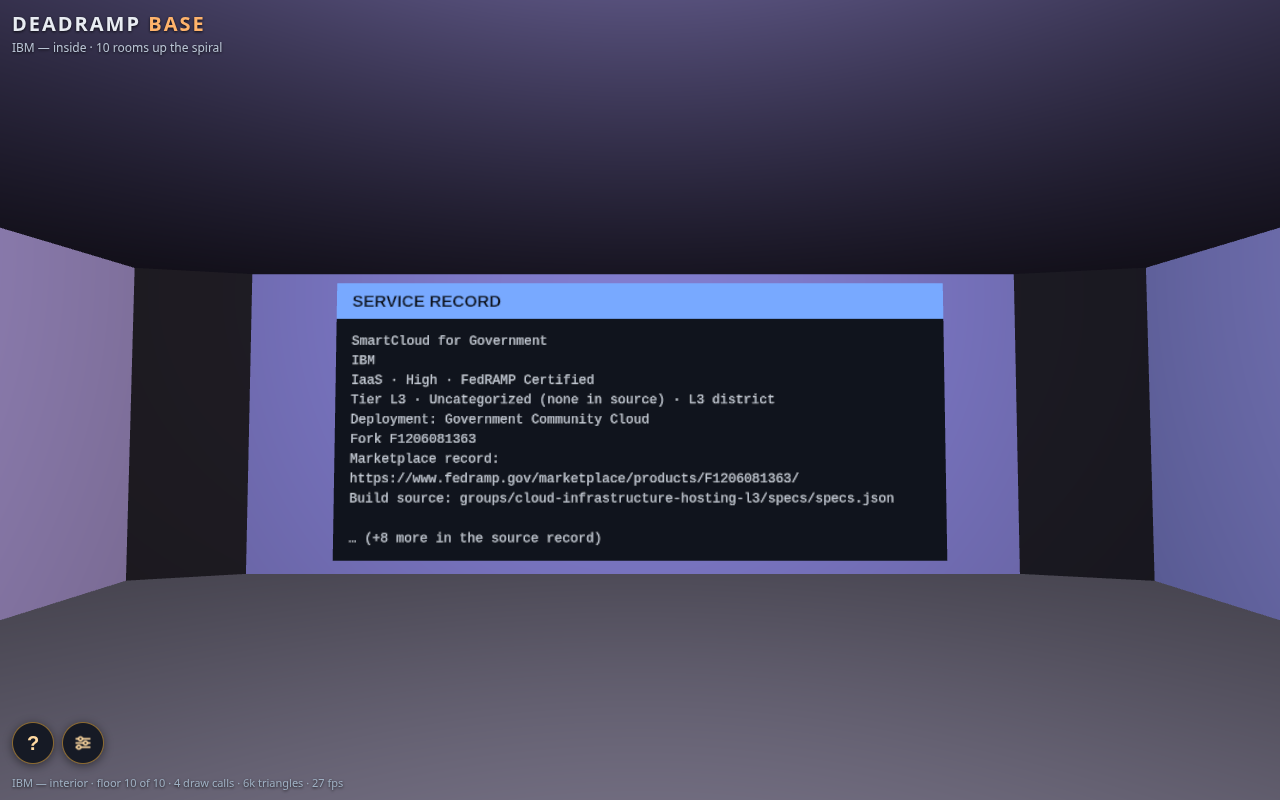 DEADRAMP BASE
IBM — inside · 10 rooms up the spiral
SERVICE RECORD
SmartCloud for Government
IBM
IaaS · High · FedRAMP Certified
Tier L3 · Uncategorized (none in source) · L3 district
Deployment: Government Community Cloud
Fork F1206081363
Marketplace record:
https://www.fedramp.gov/marketplace/products/F1206081363/
Build source: groups/cloud-infrastructure-hosting-l3/specs/specs.json
… (+8 more in the source record)
?
IBM — interior · floor 10 of 10 · 4 draw calls · 6k triangles · 27 fps